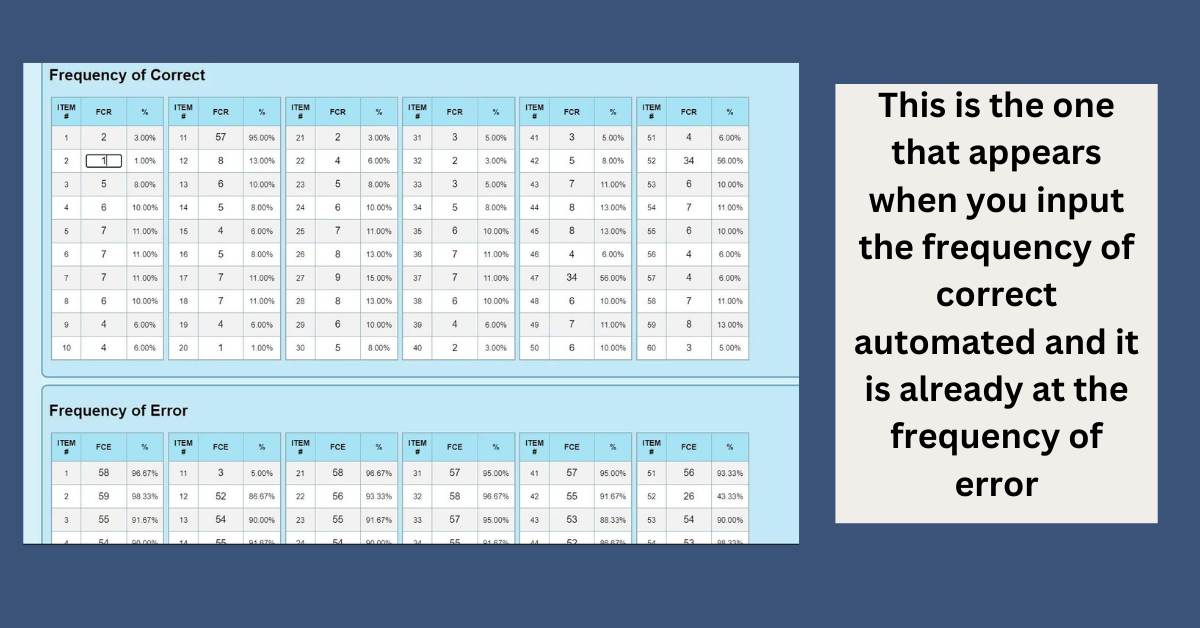 Frequency of Correct
ITEM # FCR % ITEM # FCR % ITEM # FCR % ITEM # FCR % ITEM # FCR % ITEM # FCR %
1 2 3.00% 11 57 95.00% 21 2 3.00% 31 3 5.00% 41 3 5.00% 51 4 6.00%
2 1 1.00% 12 8 13.00% 22 4 6.00% 32 2 3.00% 42 5 8.00% 52 34 56.00%
3 5 8.00% 13 6 10.00% 23 5 8.00% 33 3 5.00% 43 7 11.00% 53 6 10.00%
4 6 10.00% 14 5 8.00% 24 6 10.00% 34 5 8.00% 44 8 13.00% 54 7 11.00%
5 7 11.00% 15 4 6.00% 25 7 11.00% 35 6 10.00% 45 8 13.00% 55 6 10.00%
6 7 11.00% 16 5 8.00% 26 8 13.00% 36 7 11.00% 46 4 6.00% 56 4 6.00%
7 7 11.00% 17 7 11.00% 27 9 15.00% 37 7 11.00% 47 34 56.00% 57 4 6.00%
8 6 10.00% 18 7 11.00% 28 8 13.00% 38 6 10.00% 48 6 10.00% 58 7 11.00%
9 4 6.00% 19 4 6.00% 29 6 10.00% 39 4 6.00% 49 7 11.00% 59 8 13.00%
10 4 6.00% 20 1 1.00% 30 5 8.00% 40 2 3.00% 50 6 10.00% 60 3 5.00%
Frequency of Error
ITEM # FCE % ITEM # FCE % ITEM # FCE % ITEM # FCE % ITEM # FCE % ITEM # FCE %
1 58 96.67% 11 3 5.00% 21 58 96.67% 31 57 95.00% 41 57 95.00% 51 56 93.33%
2 59 98.33% 12 52 86.67% 22 56 93.33% 32 58 96.67% 42 55 91.67% 52 26 43.33%
3 55 91.67% 13 54 90.00% 23 55 91.67% 33 57 95.00% 43 53 88.33% 53 54 90.00%
4 54 90.00% 14 55 91.67% 24 54 90.00% 34 55 91.67% 44 52 86.67% 54 53
This is the one
that appears
when you input
the frequency of
correct
automated and it
is already at the
frequency of
error